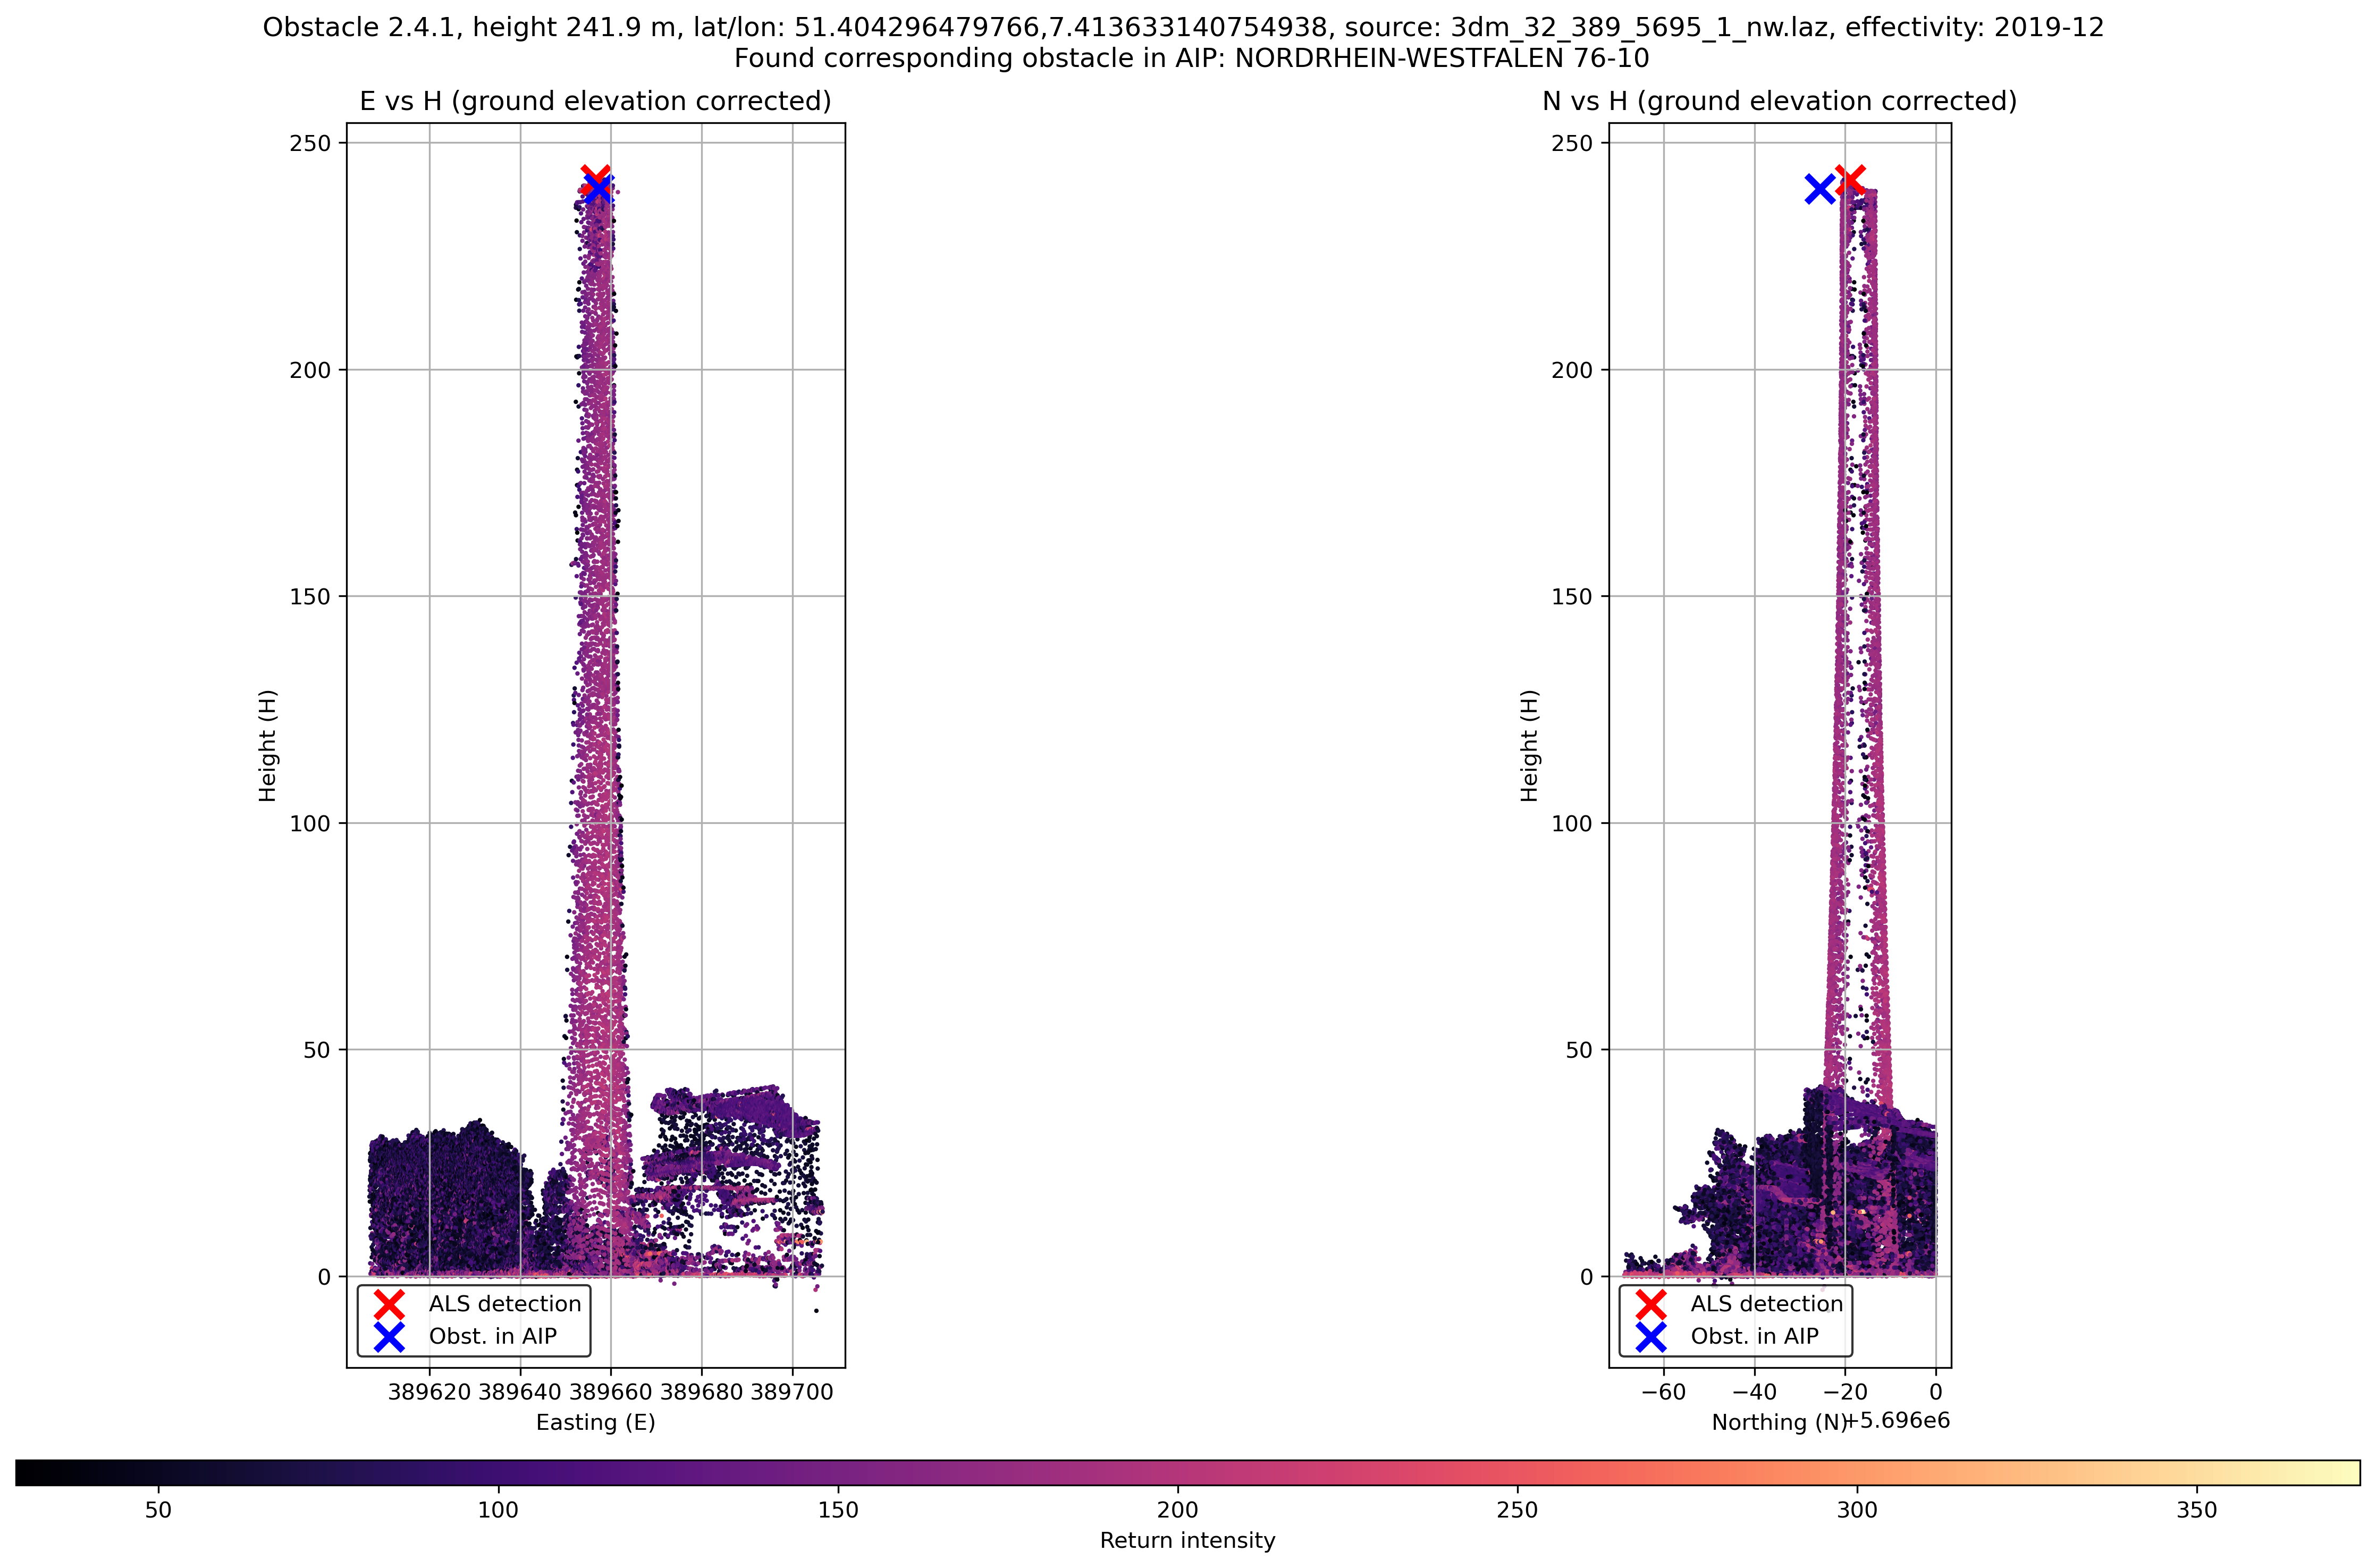 Obstacle 2.4.1, height 241.9 m, lat/lon: 51.404296479766,7.413633140754938, source: 3dm_32_389_5695_1_nw.laz, effectivity: 2019-12
Found corresponding obstacle in AIP: NORDRHEIN-WESTFALEN 76-10
E vs H (ground elevation corrected)
250
200
150
100
50
0
Height (H)
ALS detection
Obst. in AIP
389620 389640 389660 389680 389700
Easting (E)
N vs H (ground elevation corrected)
250
200
150
100
50
0
Height (H)
ALS detection
Obst. in AIP
−60 −40 −20 0
Northing (N)
+5.696e6
50 100 150 200 250 300 350
Return intensity